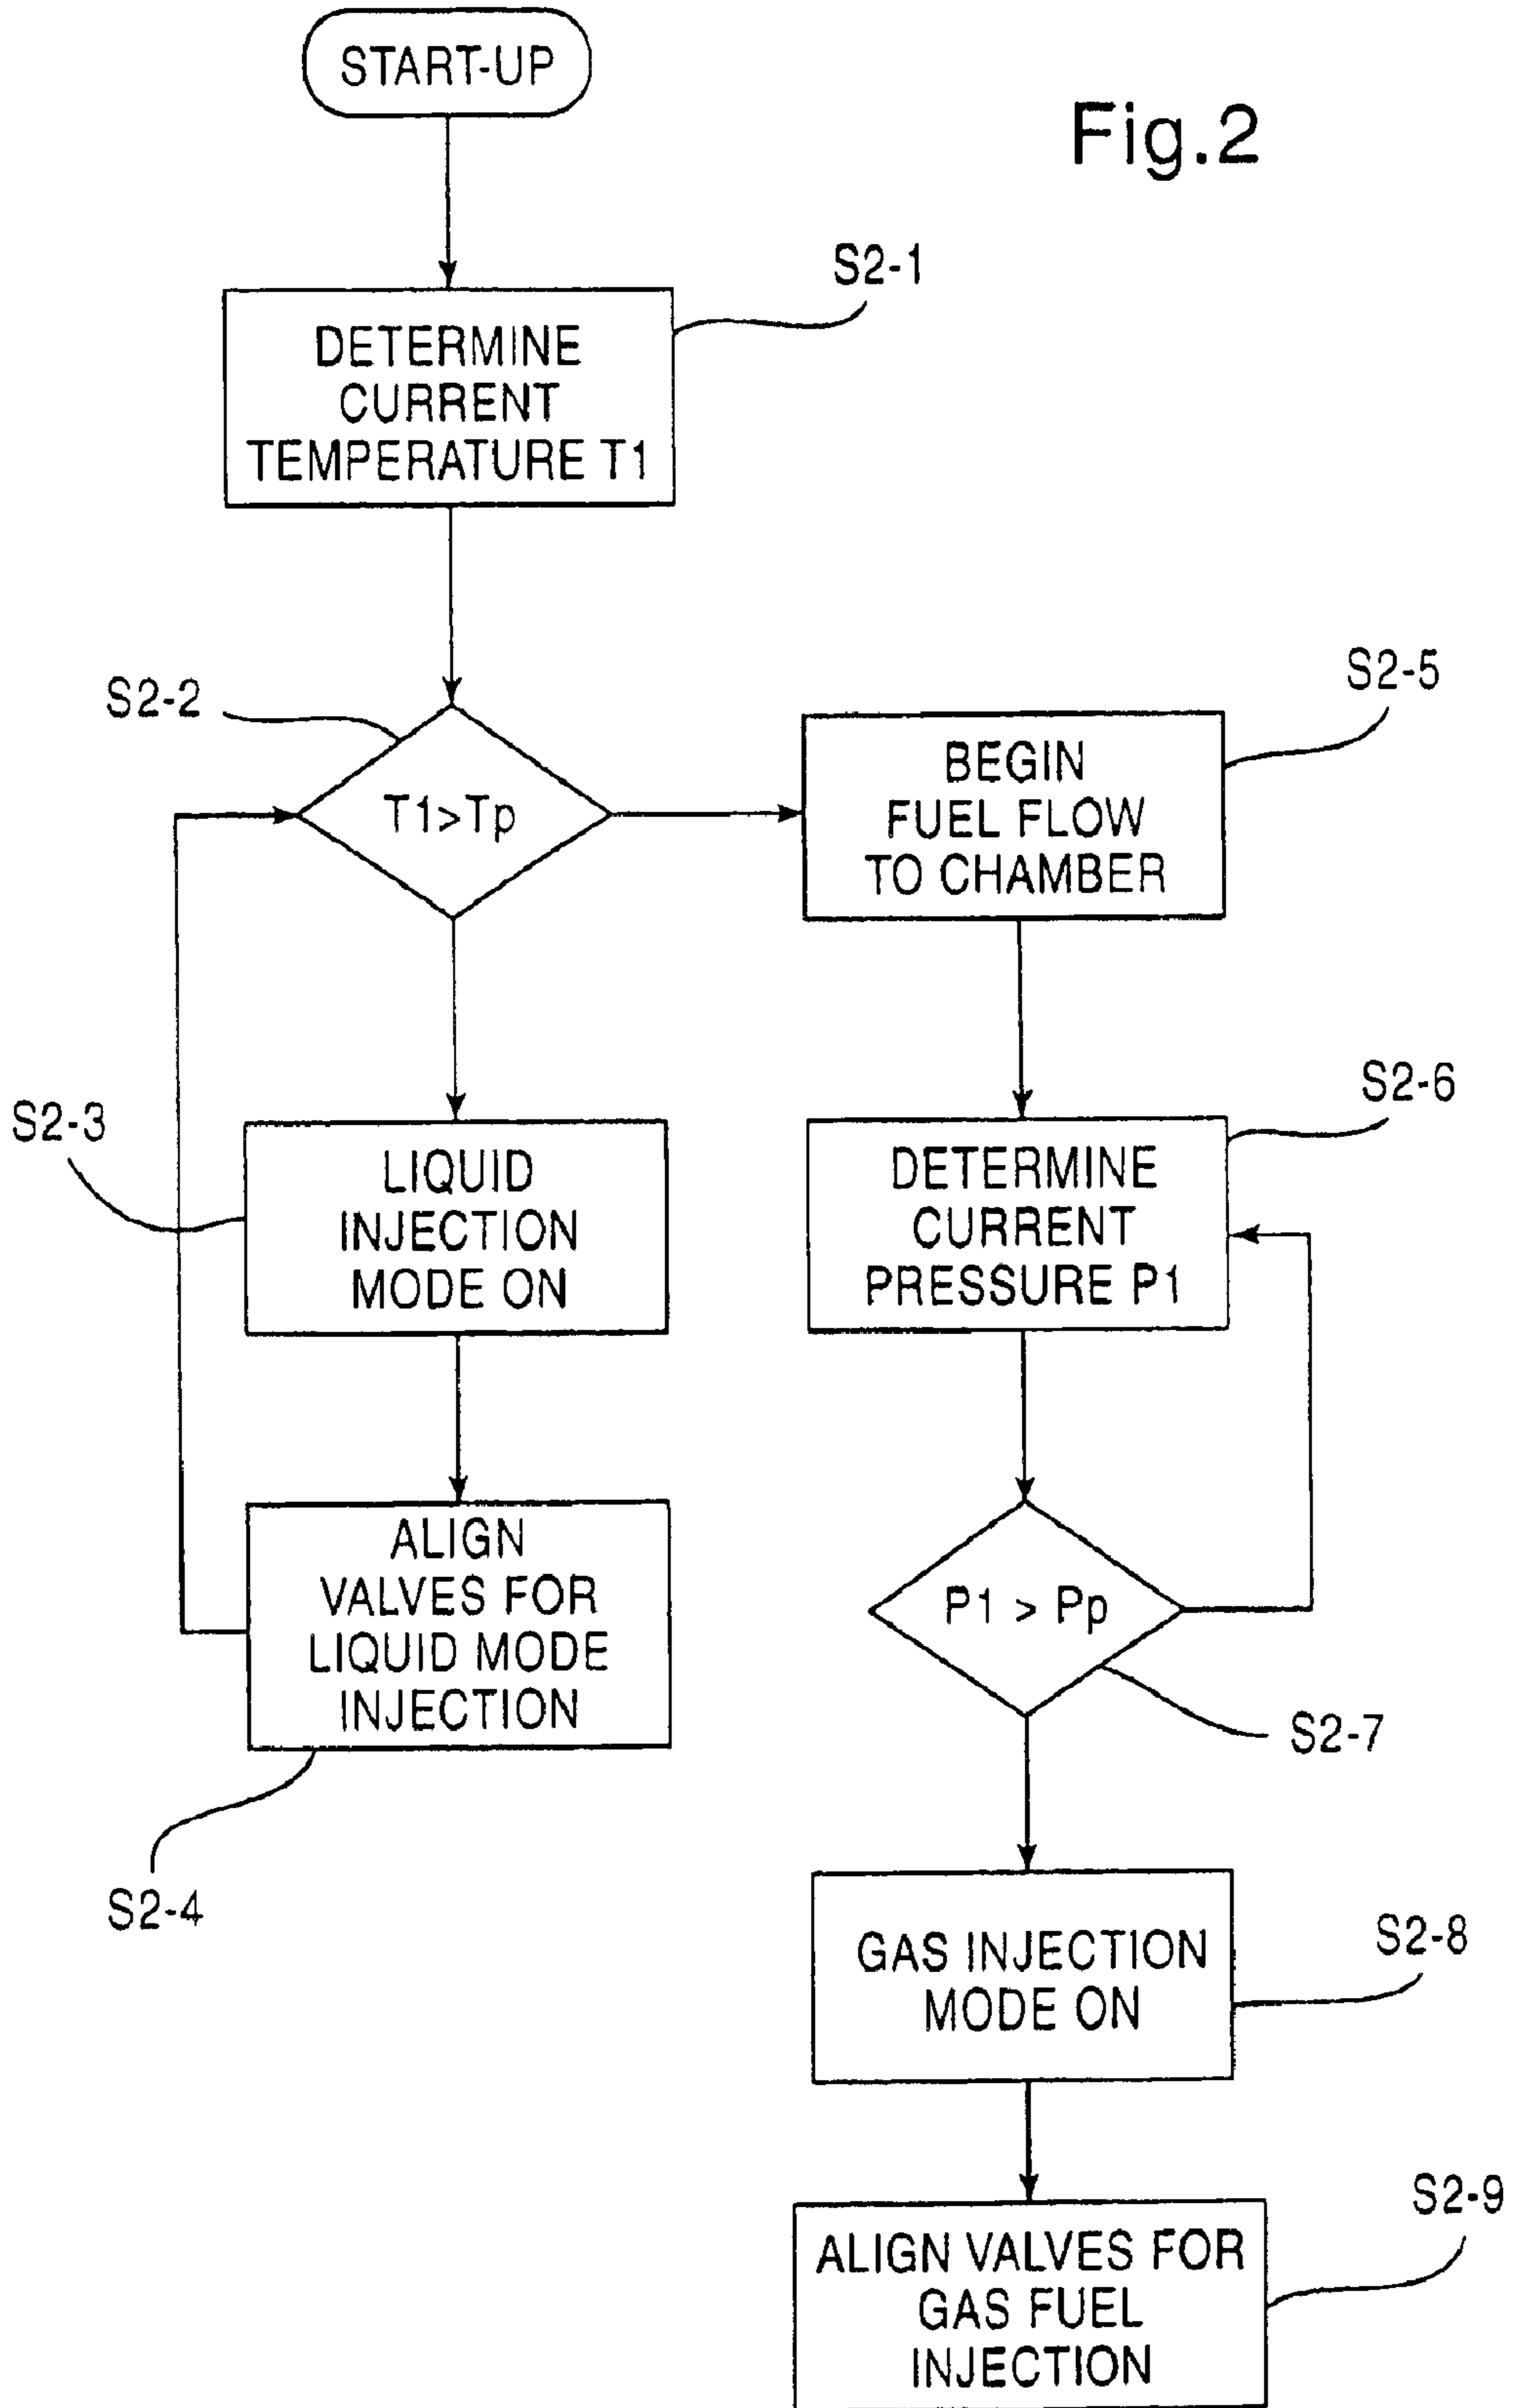 START-UP
Fig.2
S2-1
DETERMINE
CURRENT
TEMPERATURE T1
S2-2
T1>Tp
S2-5
BEGIN
FUEL FLOW
TO CHAMBER
S2-3
LIQUID
INJECTION
MODE ON
S2-6
DETERMINE
CURRENT
PRESSURE P1
ALIGN
VALVES FOR
LIQUID MODE
INJECTION
S2-4
P1 > Pp
S2-7
GAS INJECTION
MODE ON
S2-8
S2-9
ALIGN VALVES FOR
GAS FUEL
INJECTION